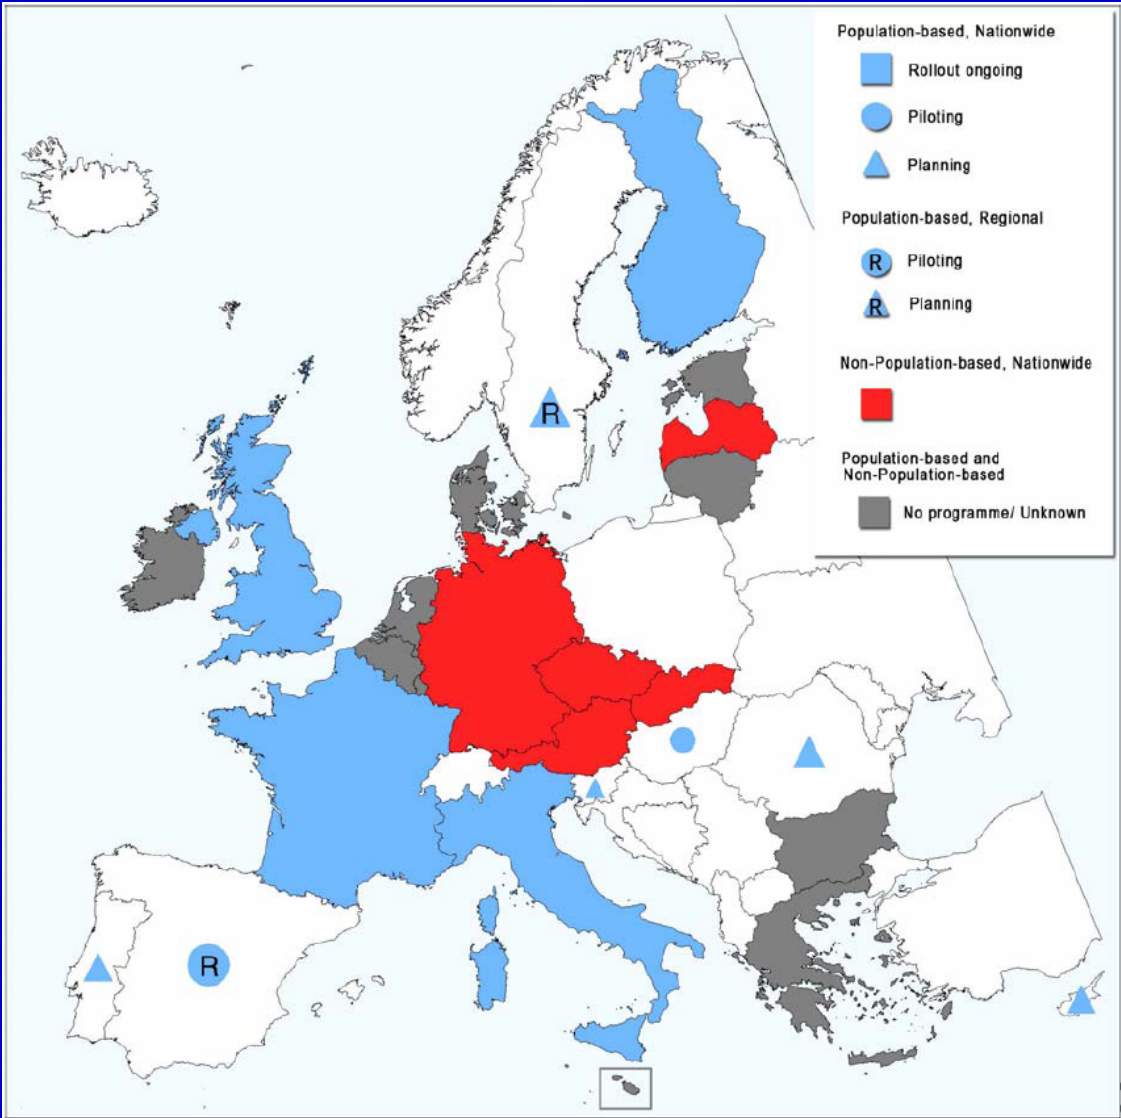 Population-based, Nationwide
Rollout ongoing
Piloting
Planning
Population-based, Regional
R Piloting
R Planning
Non-Population-based, Nationwide
Population-based and
Non-Population-based
No programme/ Unknown
R
R